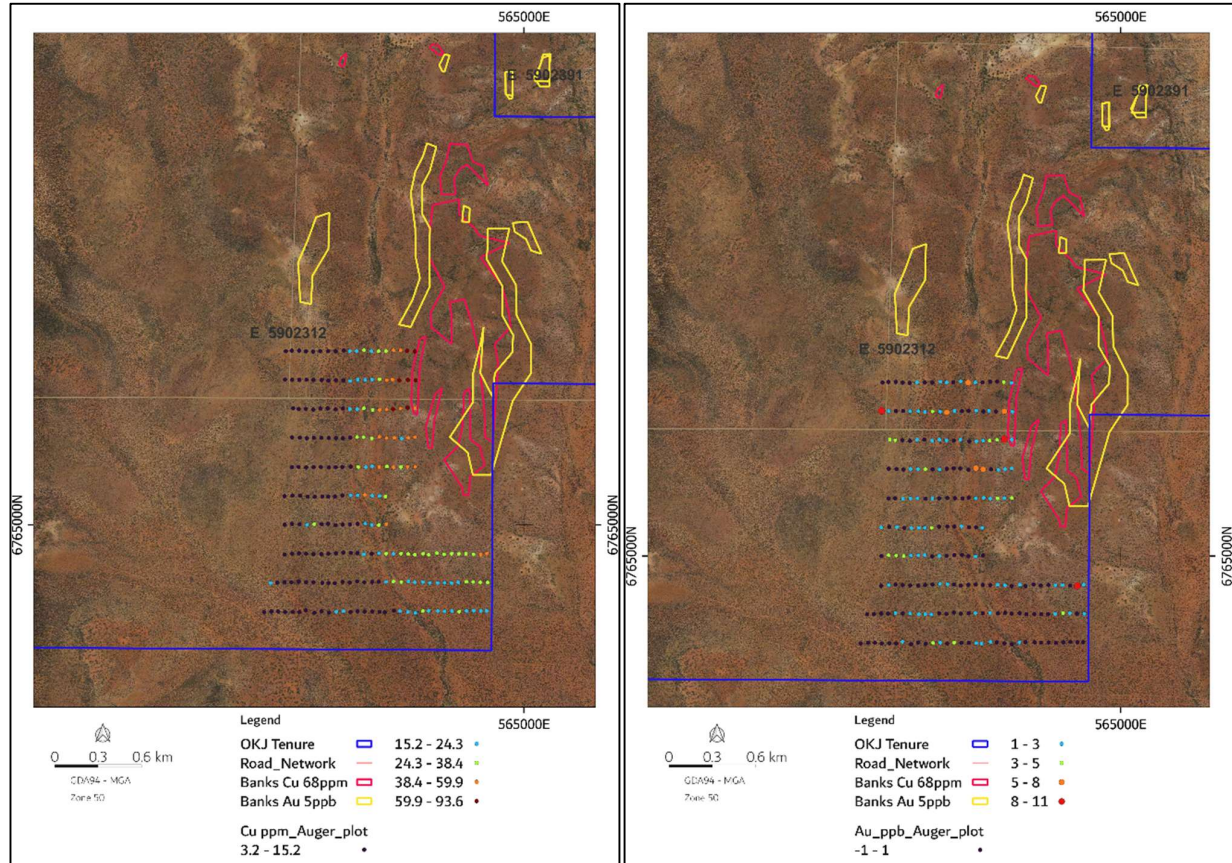 565000E
E 5902391
E 5902312
6765000N
6765000N
565000E
0 0.3 0.6 km
GDA94 - MGA
Zone 50
Legend
OKJ Tenure
Road_Network
Banks Cu 68ppm
Banks Au 5ppb
Cu ppm_Auger_plot
3.2 - 15.2
15.2 - 24.3
24.3 - 38.4
38.4 - 59.9
59.9 - 93.6
565000E
E 5902391
E 5902312
6765000N
6765000N
565000E
0 0.3 0.6 km
GDA94 - MGA
Zone 50
Legend
OKJ Tenure
Road_Network
Banks Cu 68ppm
Banks Au 5ppb
Au_ppb_Auger_plot
-1 - 1
1 - 3
3 - 5
5 - 8
8 - 11